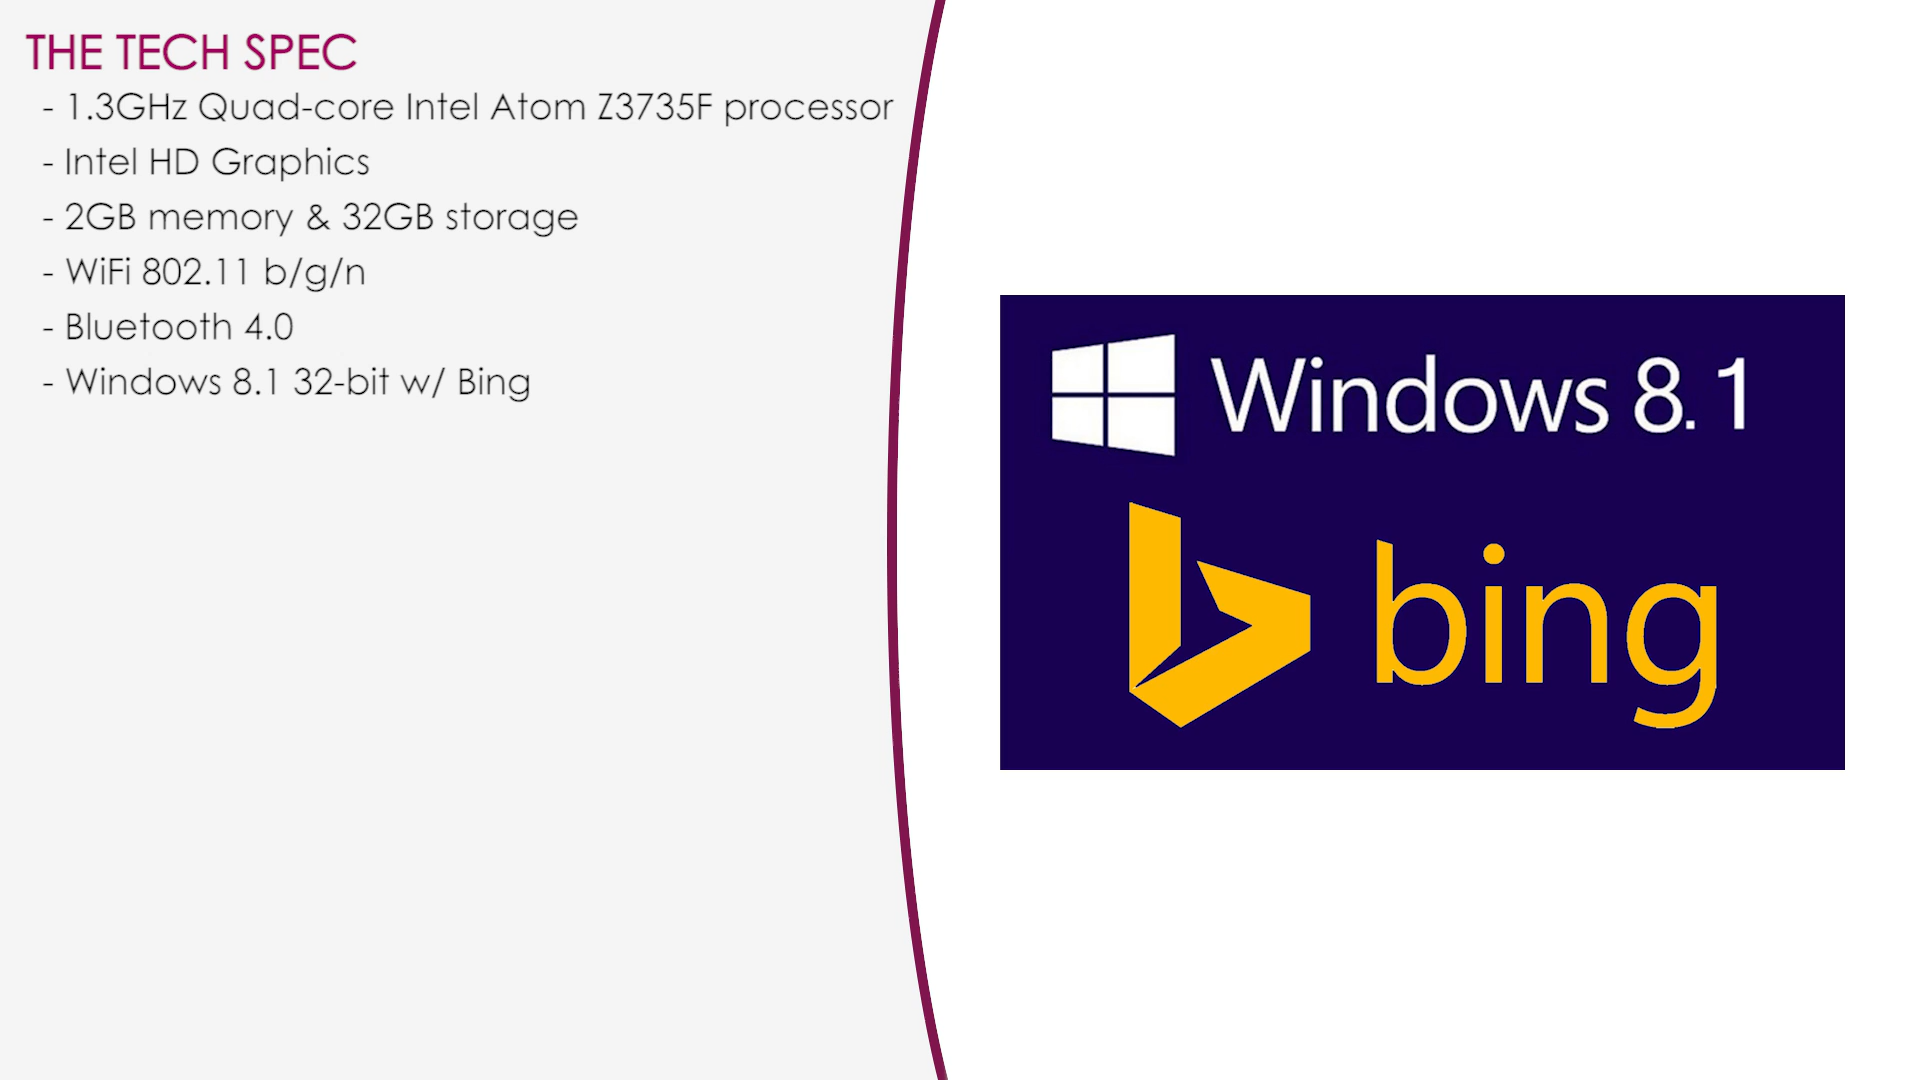 THE TECH SPEC
- 1.3GHz Quad-core Intel Atom Z3735F processor
- Intel HD Graphics
- 2GB memory & 32GB storage
- WiFi 802.11 b/g/n
- Bluetooth 4.0
- Windows 8.1 32-bit w/ Bing
Windows 8.1
bing